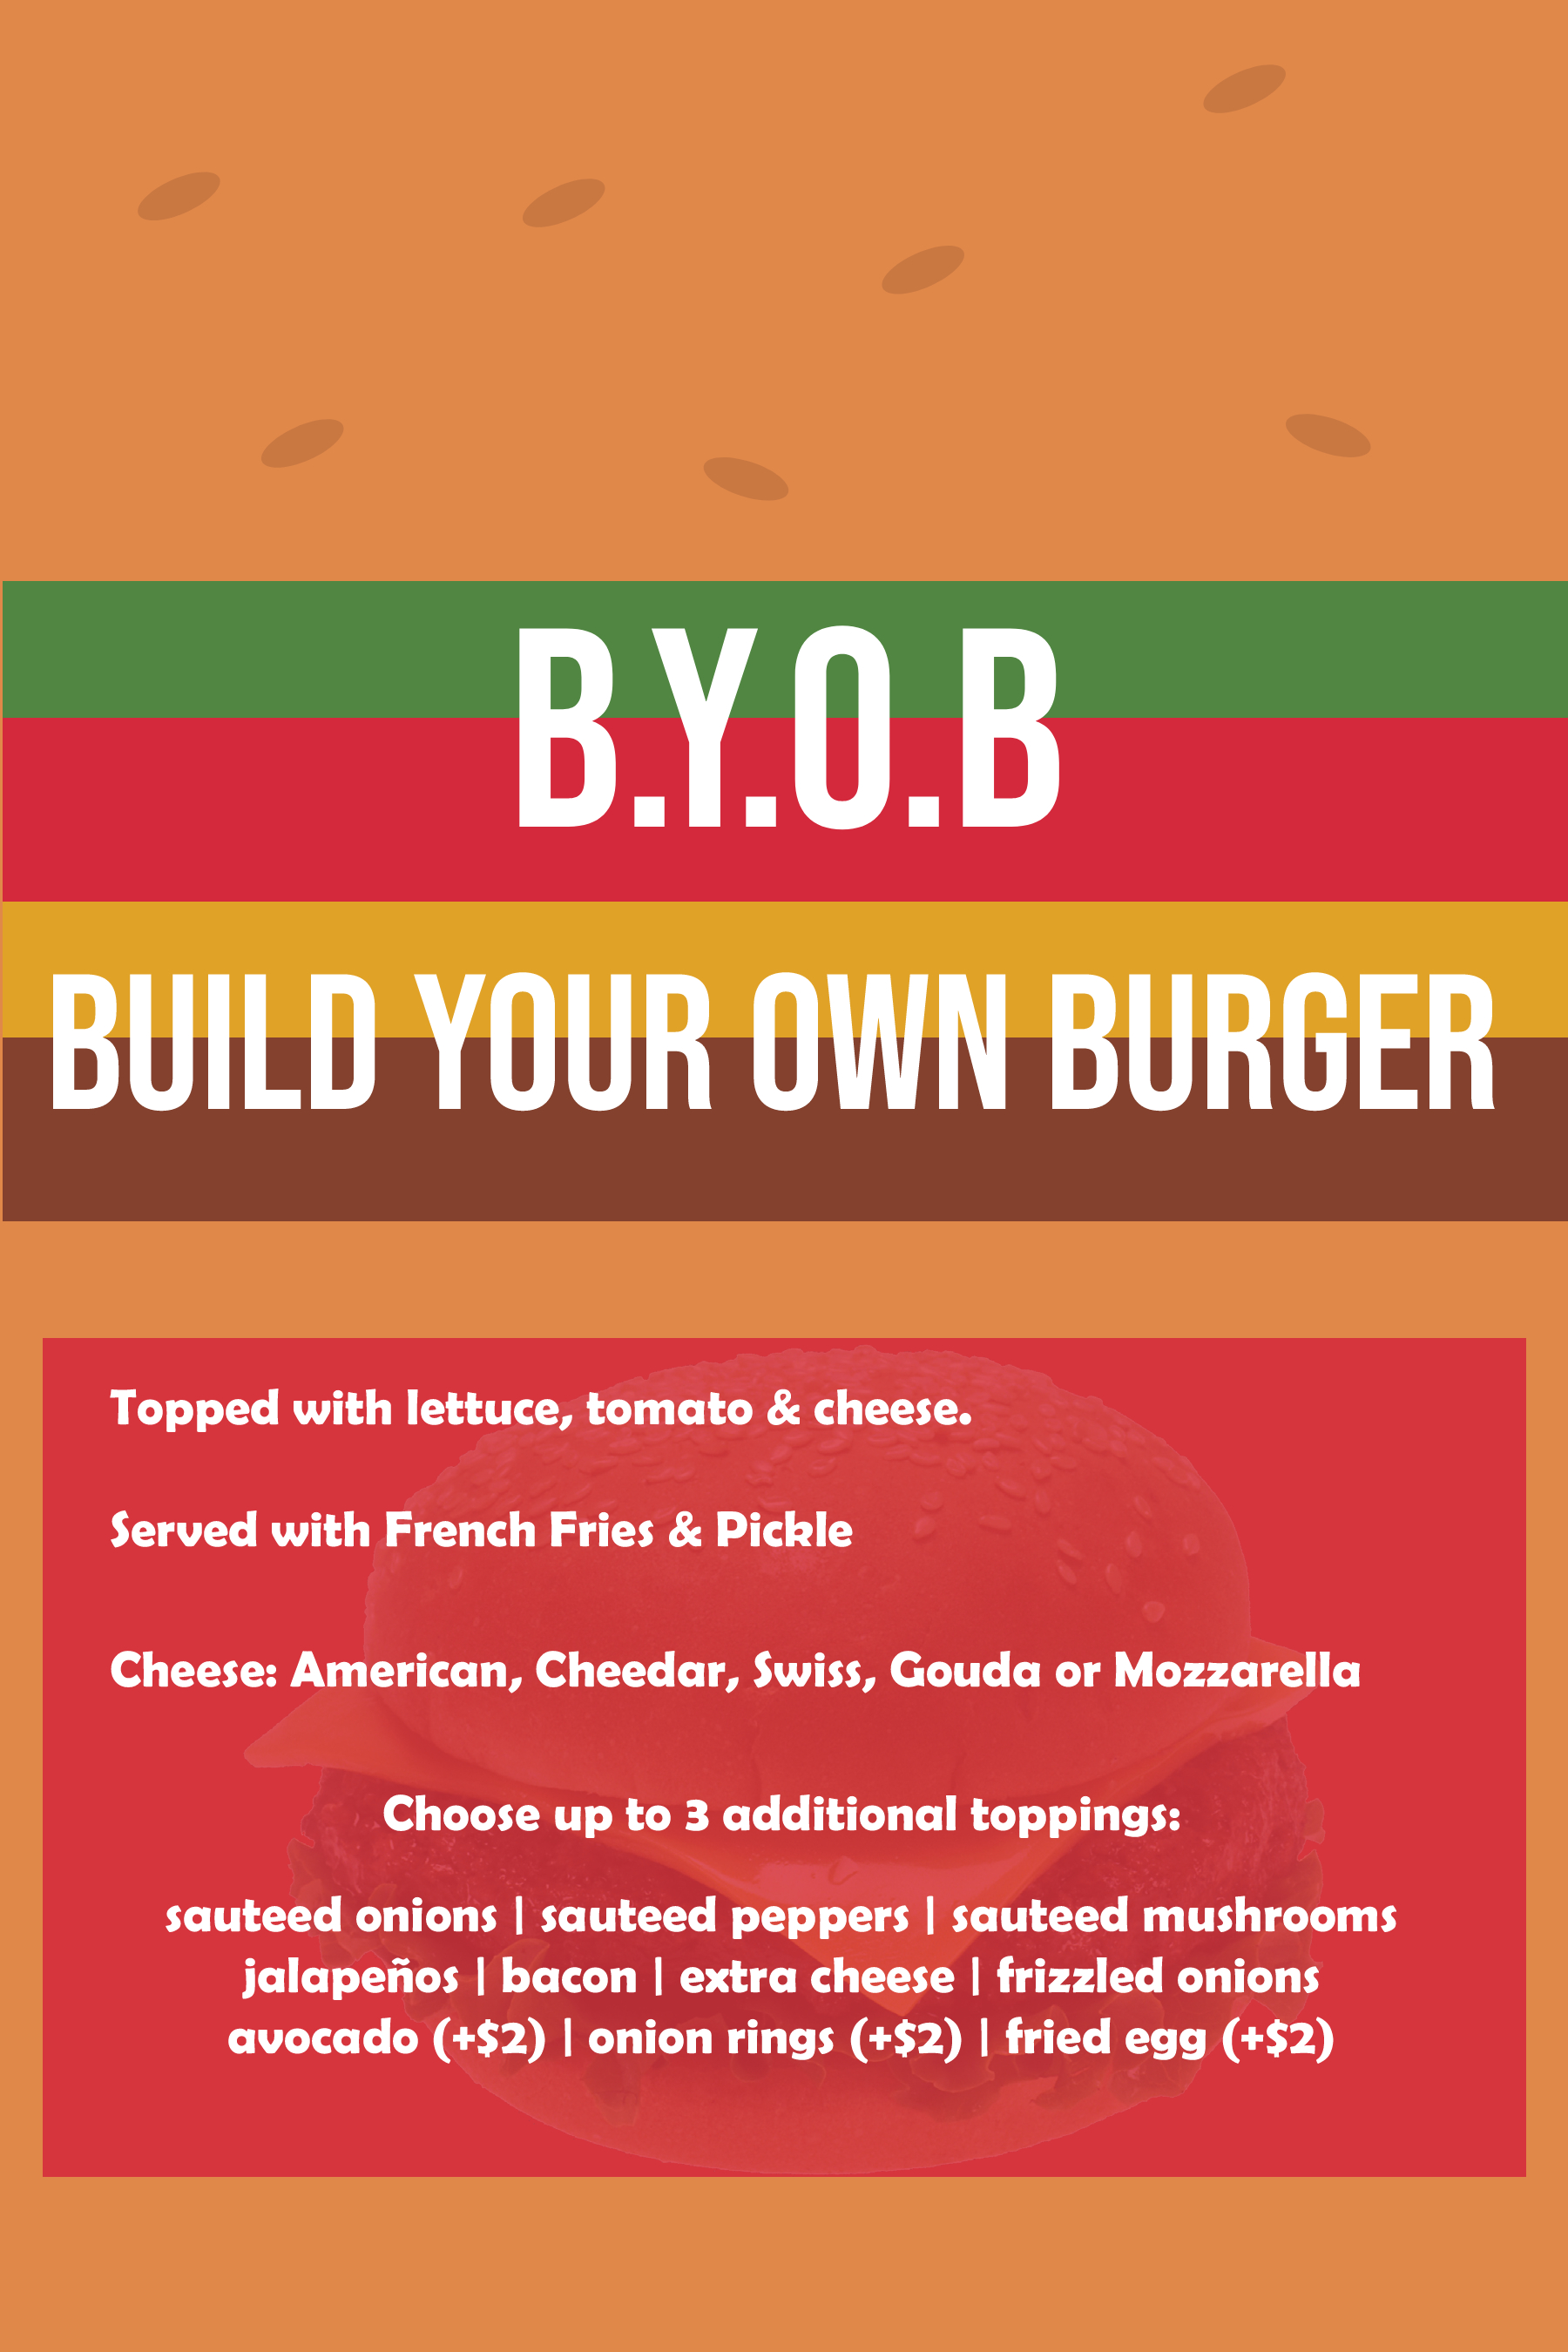 B.Y.O.B
BUILD YOUR OWN BURGER
Topped with lettuce, tomato & cheese.
Served with French Fries & Pickle
Cheese: American, Cheedar, Swiss, Gouda or Mozzarella
Choose up to 3 additional toppings:
sauteed onions | sauteed peppers | sauteed mushrooms
jalapeños | bacon | extra cheese | frizzled onions
avocado (+$2) | onion rings (+$2) | fried egg (+$2)